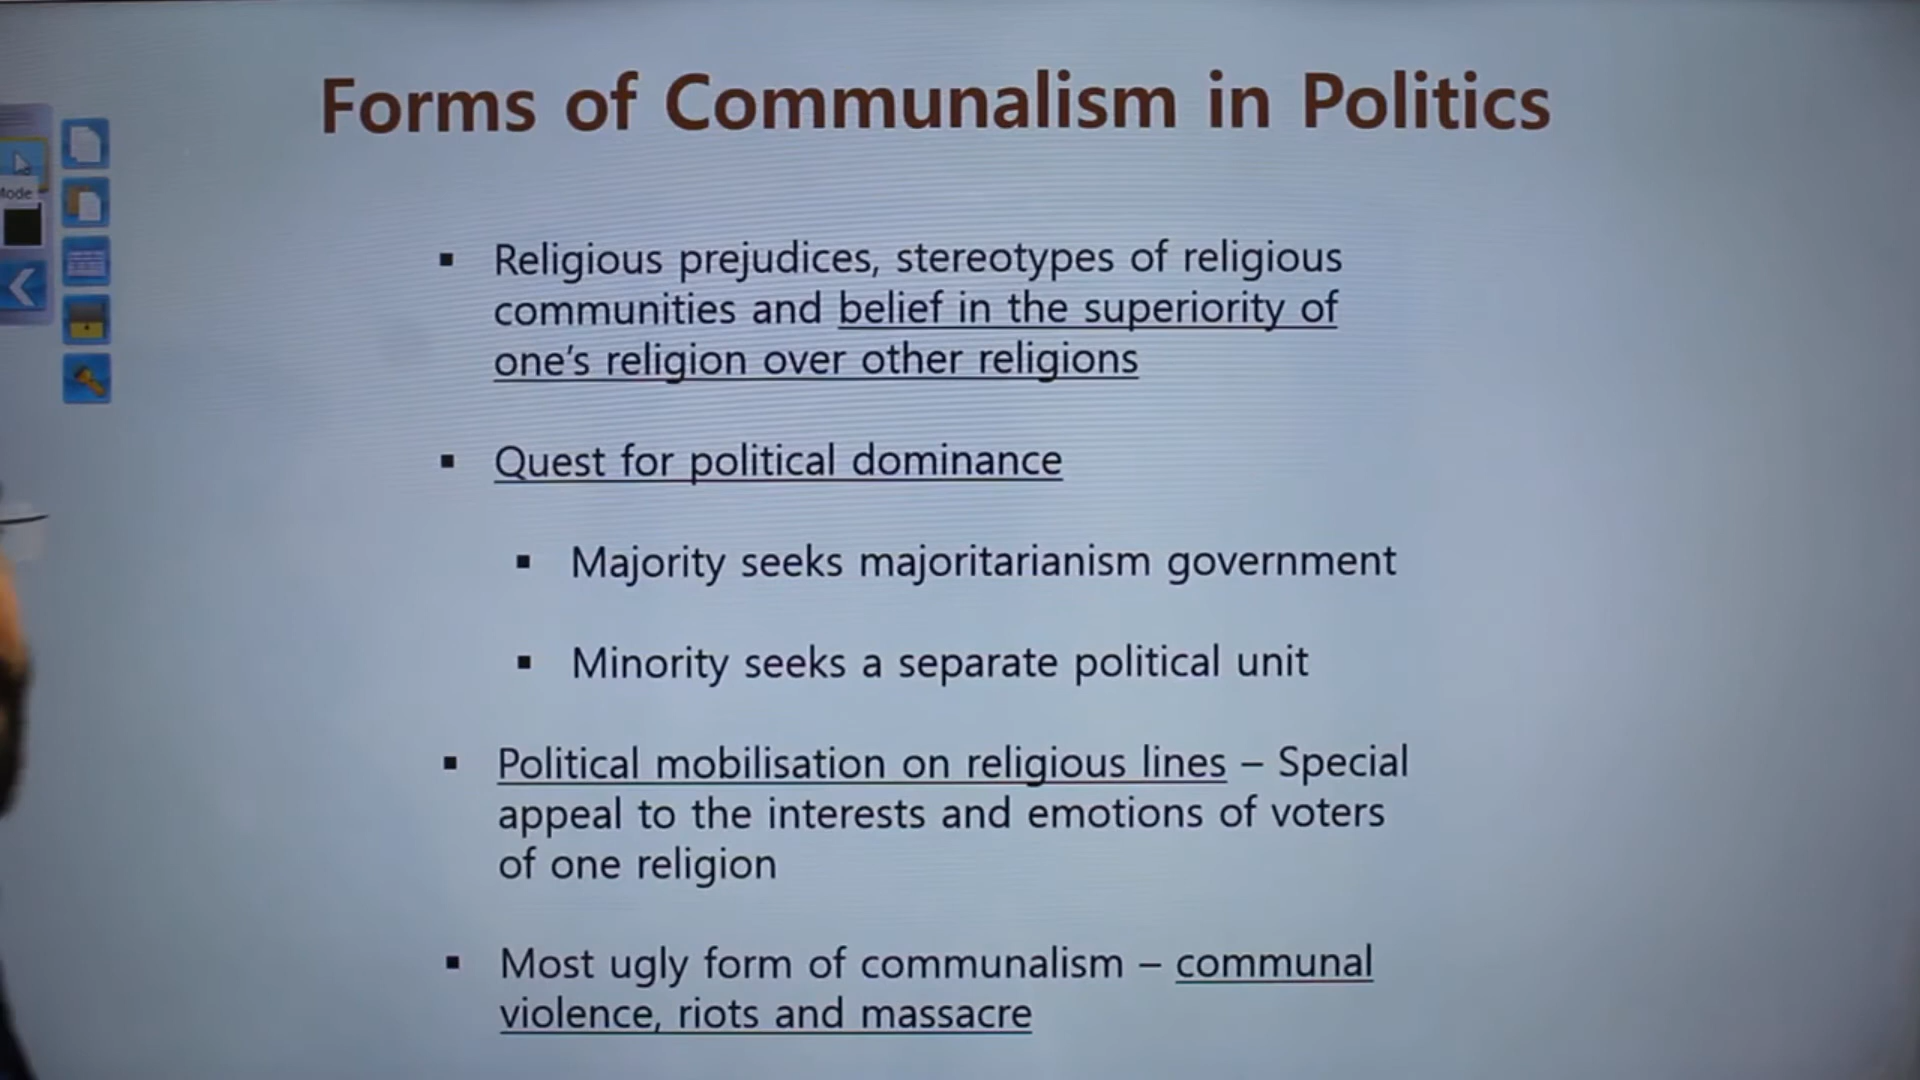 Forms of Communalism in Politics
Mode
▪ Religious prejudices, stereotypes of religious
communities and belief in the superiority of
one's religion over other religions
▪ Quest for political dominance
▪ Majority seeks majoritarianism government
▪ Minority seeks a separate political unit
▪ Political mobilisation on religious lines – Special
appeal to the interests and emotions of voters
of one religion
▪ Most ugly form of communalism – communal
violence, riots and massacre